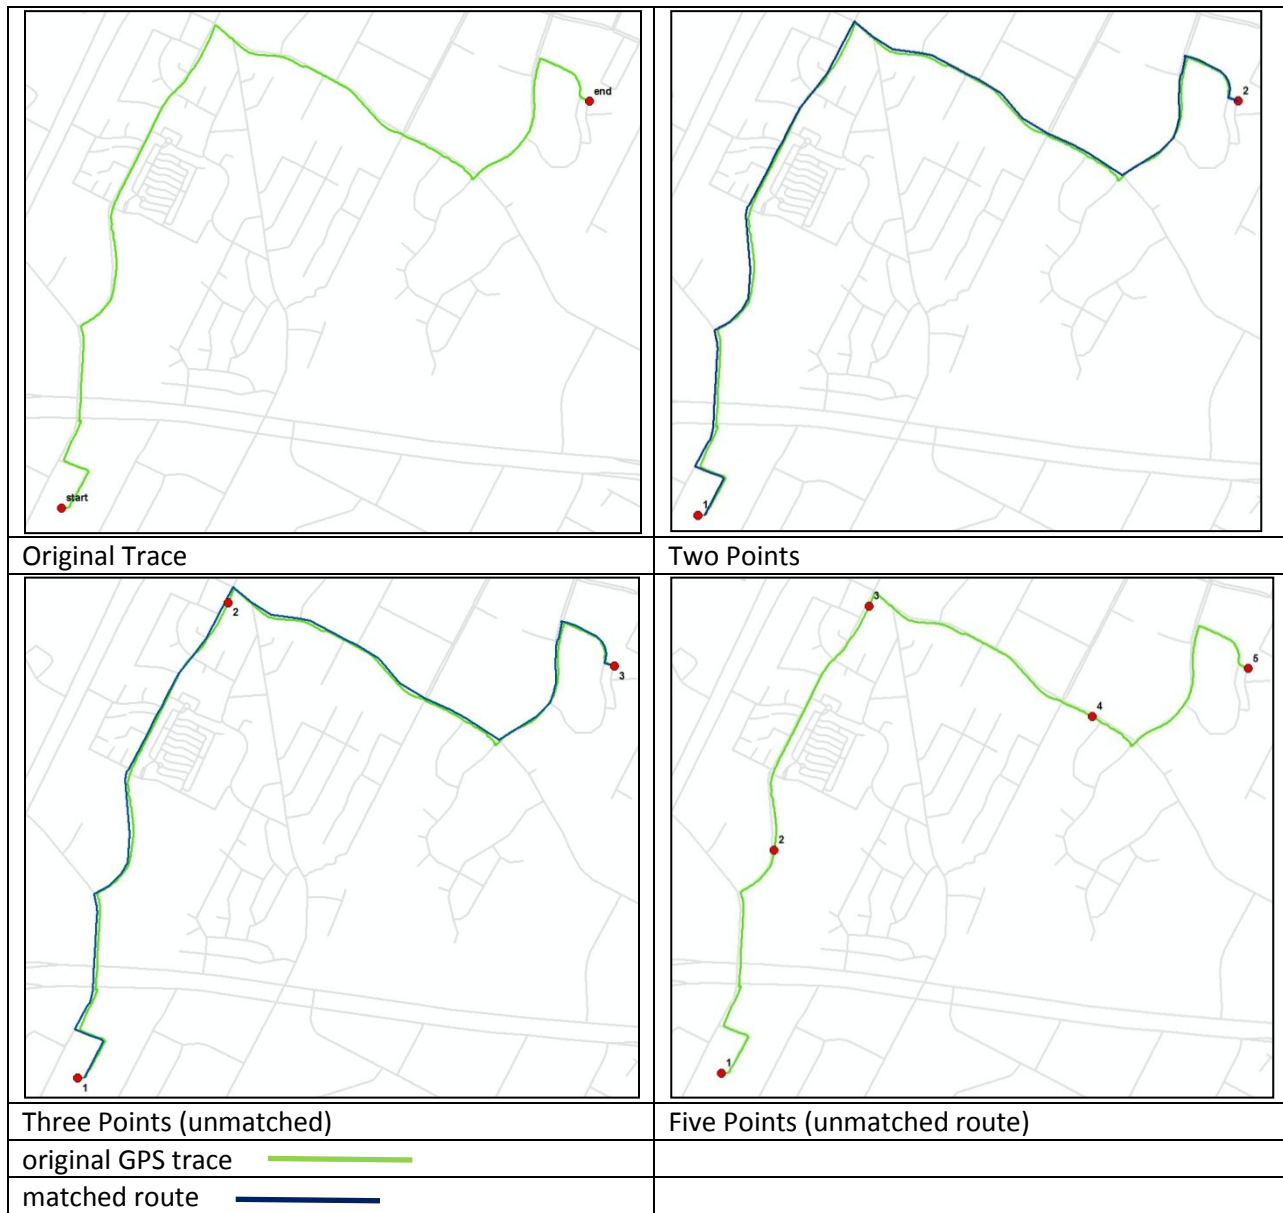 end
start
2
1
Original Trace
Two Points
2
3
1
3
5
4
2
1
Three Points (unmatched)
Five Points (unmatched route)
original GPS trace
matched route